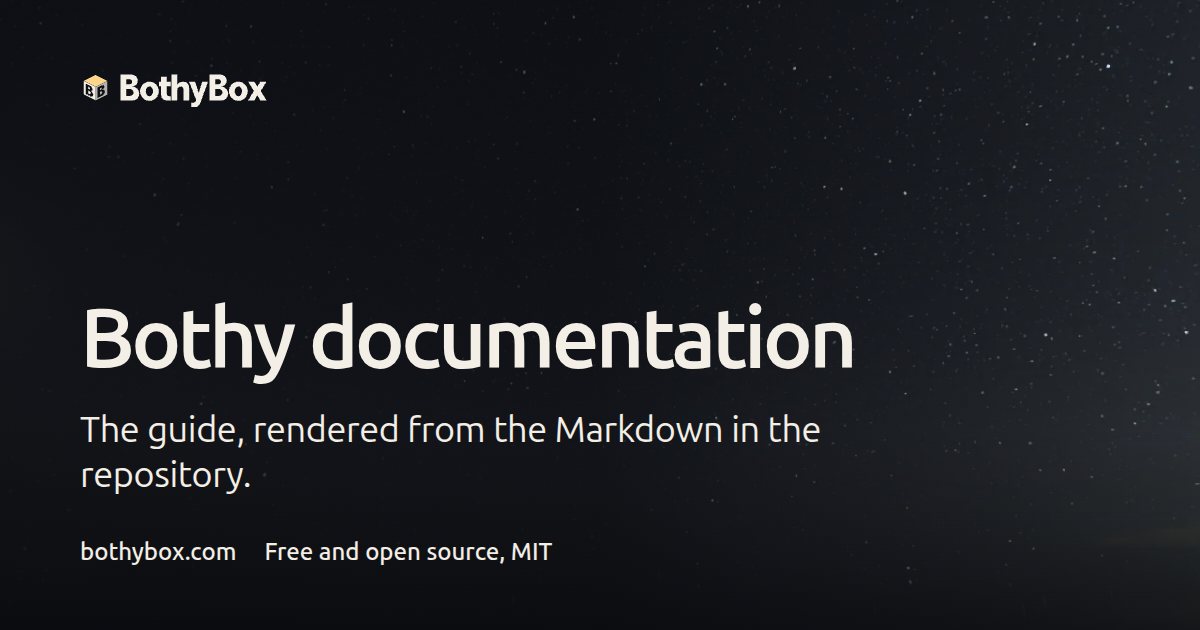 BB BothyBox
Bothy documentation
The guide, rendered from the Markdown in the
repository.
bothybox.com Free and open source, MIT